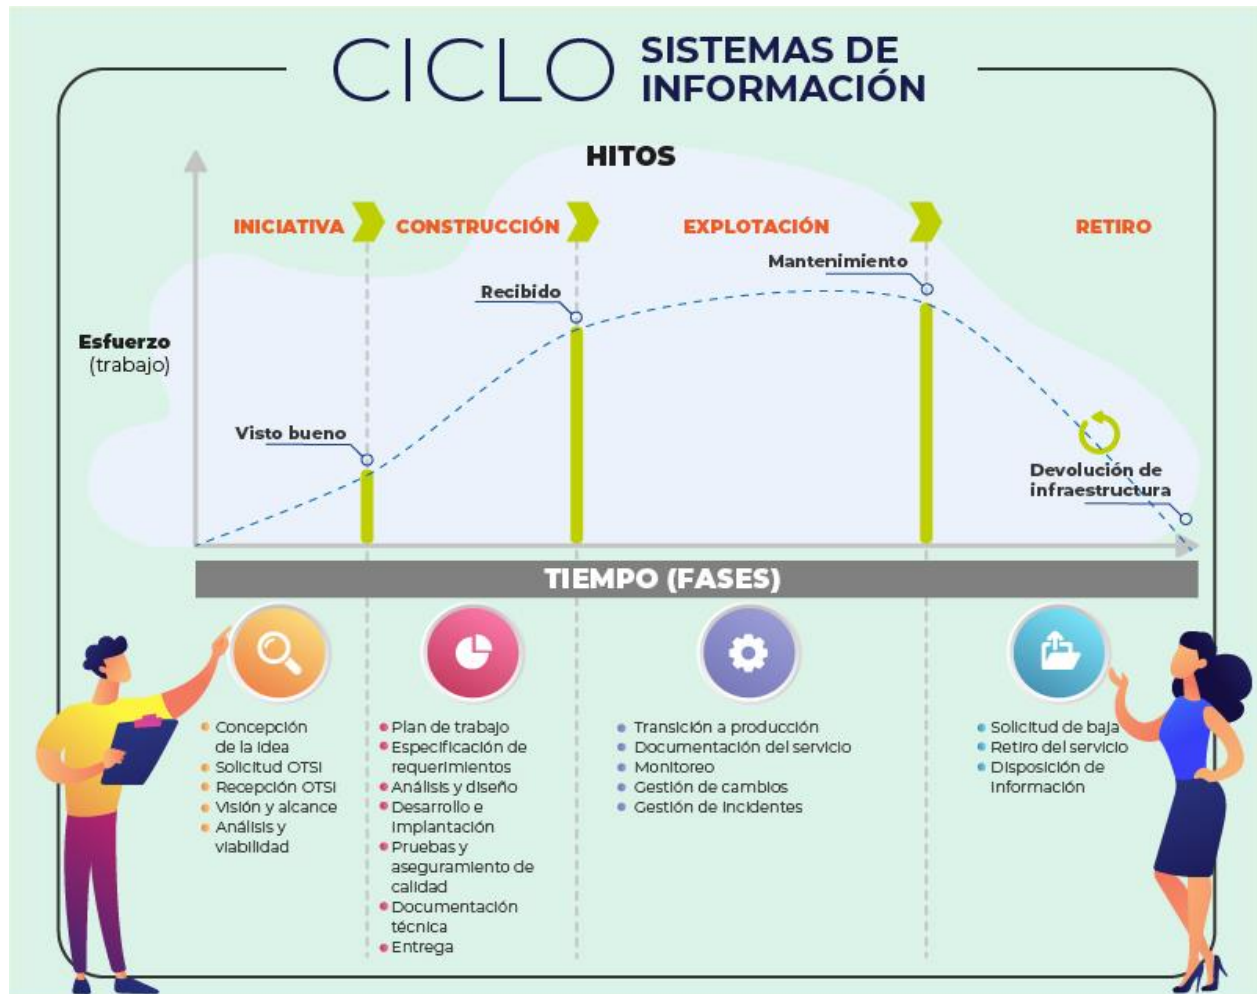 CICLO
SISTEMAS DE
INFORMACIÓN
HITOS
INICIATIVA
CONSTRUCCIÓN
EXPLOTACIÓN
RETIRO
Mantenimiento
Recibido
Esfuerzo
(trabajo)
Visto bueno
Devolución de
infraestructura
TIEMPO (FASES)
Concepción
de la idea
Solicitud OTSI
Recepción OTSI
Visión y alcance
Análisis y
viabilidad
Plan de trabajo
Especificación de
requerimientos
Análisis y diseño
Desarrollo e
implantación
Pruebas y
aseguramiento de
calidad
Documentación
técnica
Entrega
Transición a producción
Documentación del servicio
Monitoreo
Gestión de cambios
Gestión de incidentes
Solicitud de baja
Retiro del servicio
Disposición de
información